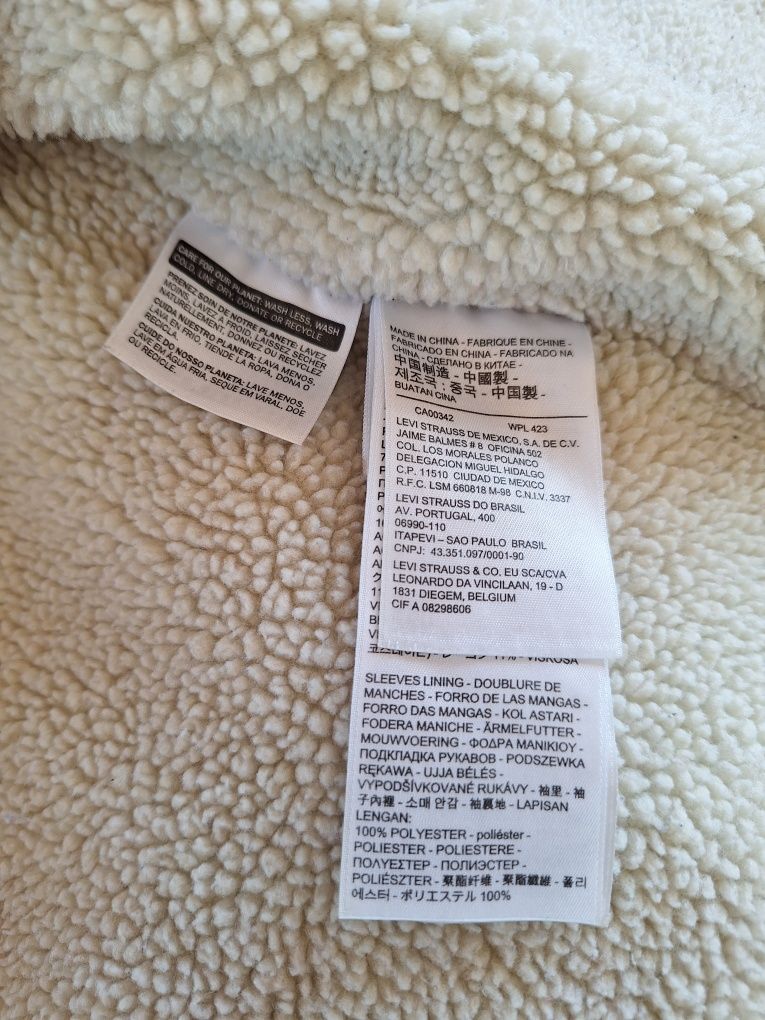 CARE FOR OUR PLANET: WASH LESS, WASH
COLD, LINE DRY, DONATE OR RECYCLE
PRENEZ SOIN DE NOTRE PLANETE: LAVEZ
MOINS, LAVEZ A FROID, LAISSEZ SECHER
NATURELLEMENT, DONNEZ OU RECYCLEZ
CUIDA NUESTRO PLANETA: LAVA MENOS,
LAVA EN FRIO, TIENDE LA ROPA, DONA O
RECICLA.
CUIDE DO NOSSO PLANETA: LAVE MENOS,
LAVE EM ÁGUA FRIA, SEQUE EM VARAL, DOE
OU RECICLE.
MADE IN CHINA - FABRIQUE EN CHINE -
FABRICADO EN CHINA - FABRICADO NA
CHINA - СДЕЛАНО В КИТАЕ -
中国制造 - 中國製 -
제조국 : 중국 - 中国製 -
BUATAN CINA
CA00342 WPL 423
LEVI STRAUSS DE MEXICO, S.A. DE C.V.
JAIME BALMES # 8 OFICINA 502
COL. LOS MORALES POLANCO
DELEGACION MIGUEL HIDALGO
C.P. 11510 CIUDAD DE MEXICO
R.F.C. LSM 660818 M-98 C.N.I.V. 3337
LEVI STRAUSS DO BRASIL
AV. PORTUGAL, 400
06990-110
ITAPEVI – SAO PAULO BRASIL
CNPJ: 43.351.097/0001-90
LEVI STRAUSS & CO. EU SCA/CVA
LEONARDO DA VINCILAAN, 19 - D
1831 DIEGEM, BELGIUM
CIF A 08298606
VISKOSA
SLEEVES LINING - DOUBLURE DE
MANCHES - FORRO DE LAS MANGAS -
FORRO DAS MANGAS - KOL ASTARI -
FODERA MANICHE - ÄRMELFUTTER -
MOUWVOERING - ΦΟΔΡΑ ΜΑΝΙΚΙΟΥ -
ПОДКЛАДКА РУКАВОВ - PODSZEWKA
RĘKAWA - UJJA BÉLÉS -
VYPODŠÍVKOVANÉ RUKÁVY - 袖里 - 袖
子內裡 - 소매 안감 - 袖裏地 - LAPISAN
LENGAN:
100% POLYESTER - poliéster -
POLIESTER - POLIESTERE -
ΠΟΛΥΕΣΤΕΡ - ПОЛИЭСТЕР -
POLIÉSZTER - 聚酯纤维 - 聚酯纖維 - 폴리
에스터 - ポリエステル 100%